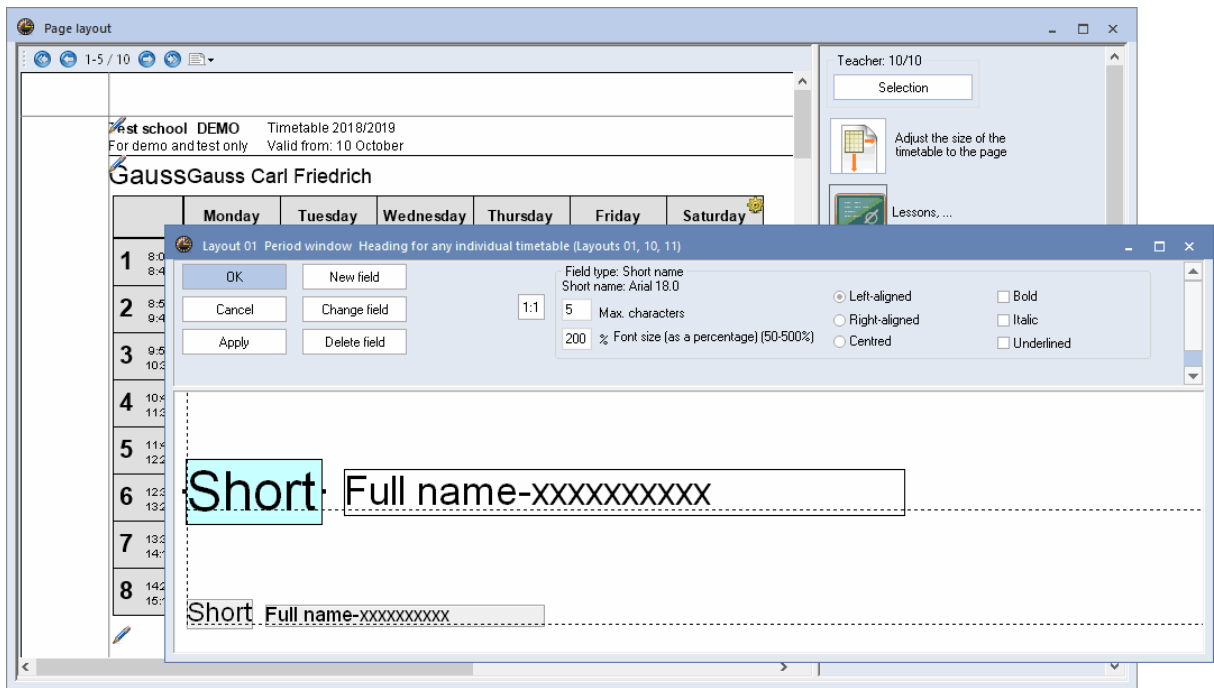 Page layout
1-5 / 10
Teacher: 10/10
Selection
Adjust the size of the
timetable to the page
Lessons, ...
Test school DEMO Timetable 2018/2019
For demo and test only Valid from: 10 October
Gauss Gauss Carl Friedrich
Monday Tuesday Wednesday Thursday Friday Saturday
1
2
3
4
5
6
7
8
Layout 01 Period window Heading for any individual timetable (Layouts 01, 10, 11)
OK New field
Cancel Change field
Apply Delete field
1:1
Field type: Short name
Short name: Arial 18.0
5 Max. characters
200 % Font size (as a percentage) (50-500%)
Left-aligned Bold
Right-aligned Italic
Centred Underlined
Short Full name-xxxxxxxxxx
Short Full name-xxxxxxxxxx